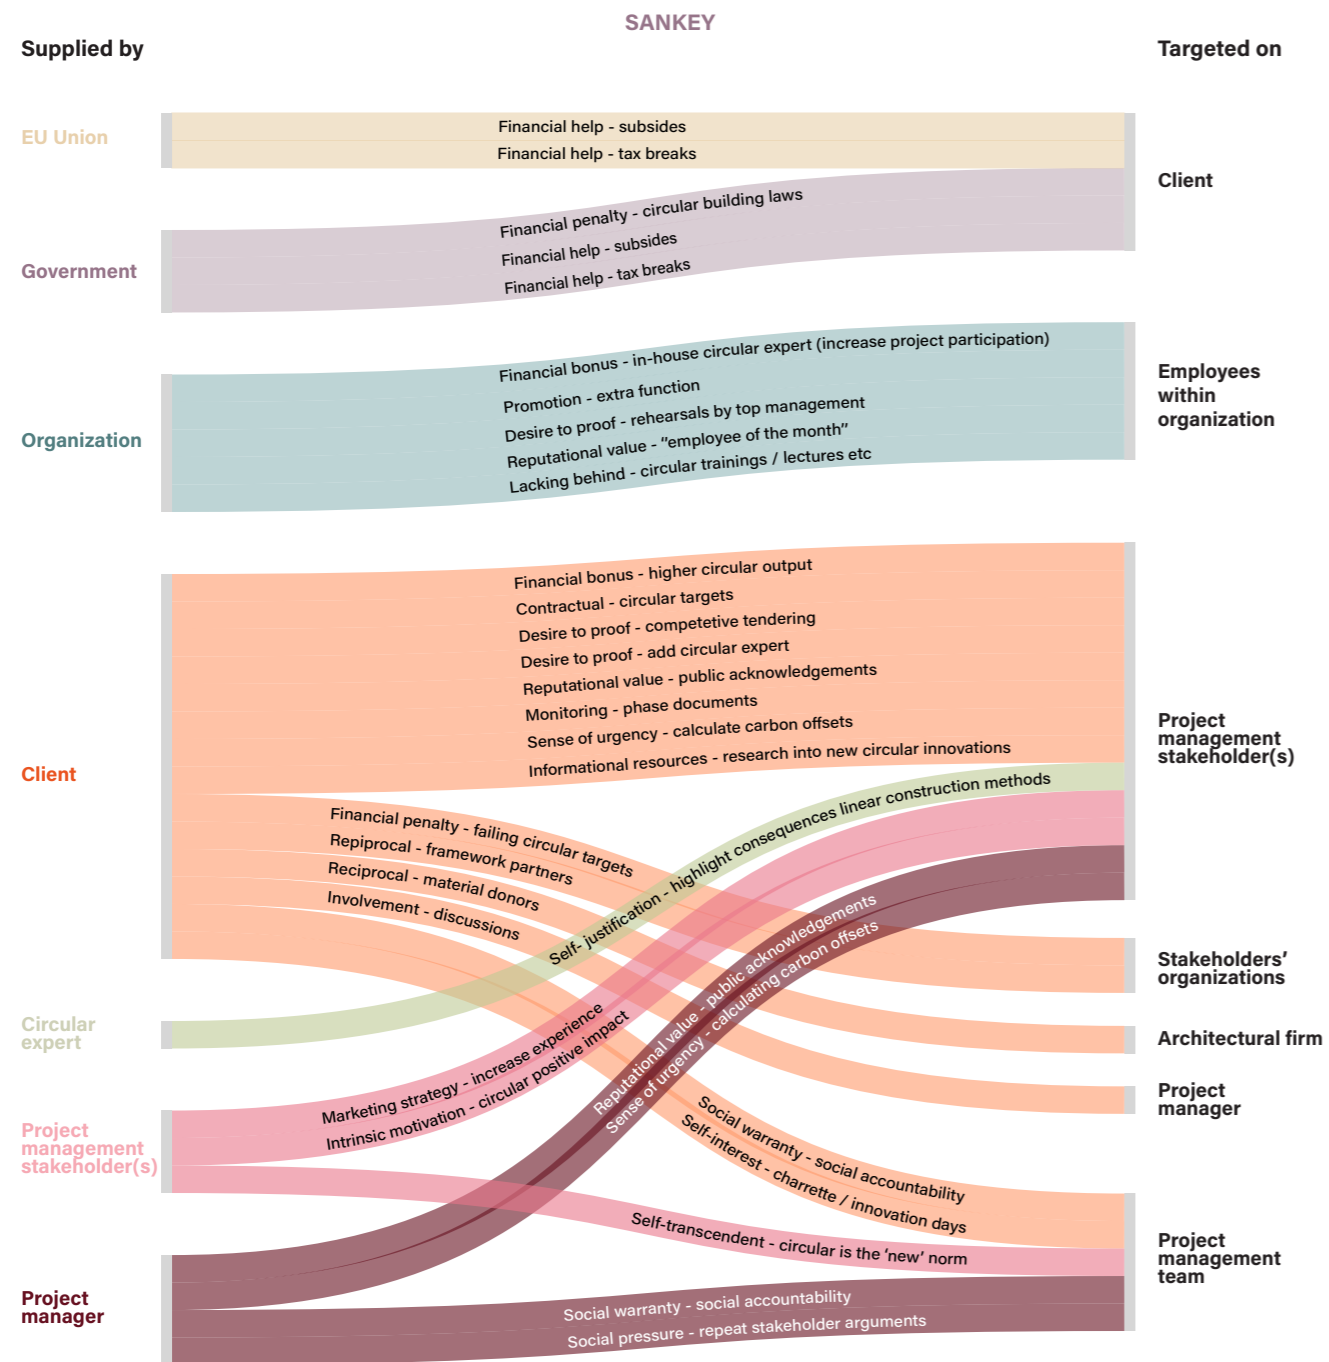 SANKEY
Supplied by
Targeted on
EU Union
Financial help - subsides
Financial help - tax breaks
Client
Government
Financial penalty - circular building laws
Financial help - subsides
Financial help - tax breaks
Organization
Financial bonus - in-house circular expert (increase project participation)
Promotion - extra function
Desire to proof - rehearsals by top management
Reputational value - “employee of the month”
Lacking behind - circular trainings / lectures etc
Employees
within
organization
Client
Financial bonus - higher circular output
Contractual - circular targets
Desire to proof - competetive tendering
Desire to proof - add circular expert
Reputational value - public acknowledgements
Monitoring - phase documents
Sense of urgency - calculate carbon offsets
Informational resources - research into new circular innovations
Project
management
stakeholder(s)
Financial penalty - failing circular targets
Repiprocal - framework partners
Reciprocal - material donors
Involvement - discussions
Self- justification - highlight consequences linear construction methods
Stakeholders’
organizations
Circular
expert
Architectural firm
Project
manager
Project
management
stakeholder(s)
Marketing strategy - increase experience
Intrinsic motivation - circular positive impact
Reputational value - public acknowledgements
Sense of urgency - calculating carbon offsets
Social warranty - social accountability
Self-interest - charrette / innovation days
Self-transcendent - circular is the ‘new’ norm
Project
management
team
Project
manager
Social warranty - social accountability
Social pressure - repeat stakeholder arguments